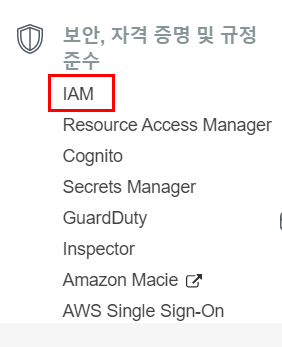 보안, 자격 증명 및 규정
준수
IAM
Resource Access Manager
Cognito
Secrets Manager
GuardDuty
Inspector
Amazon Macie
AWS Single Sign-On